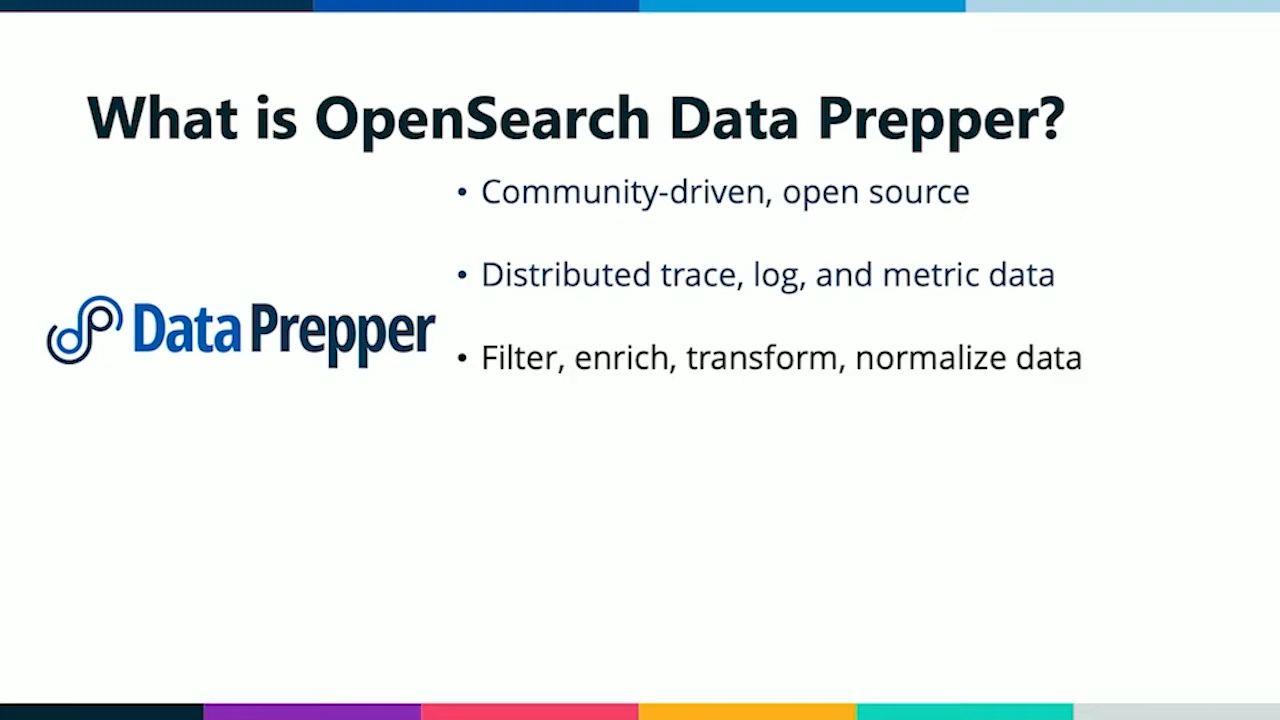 What is OpenSearch Data Prepper?
• Community-driven, open source
• Distributed trace, log, and metric data
Data Prepper
• Filter, enrich, transform, normalize data